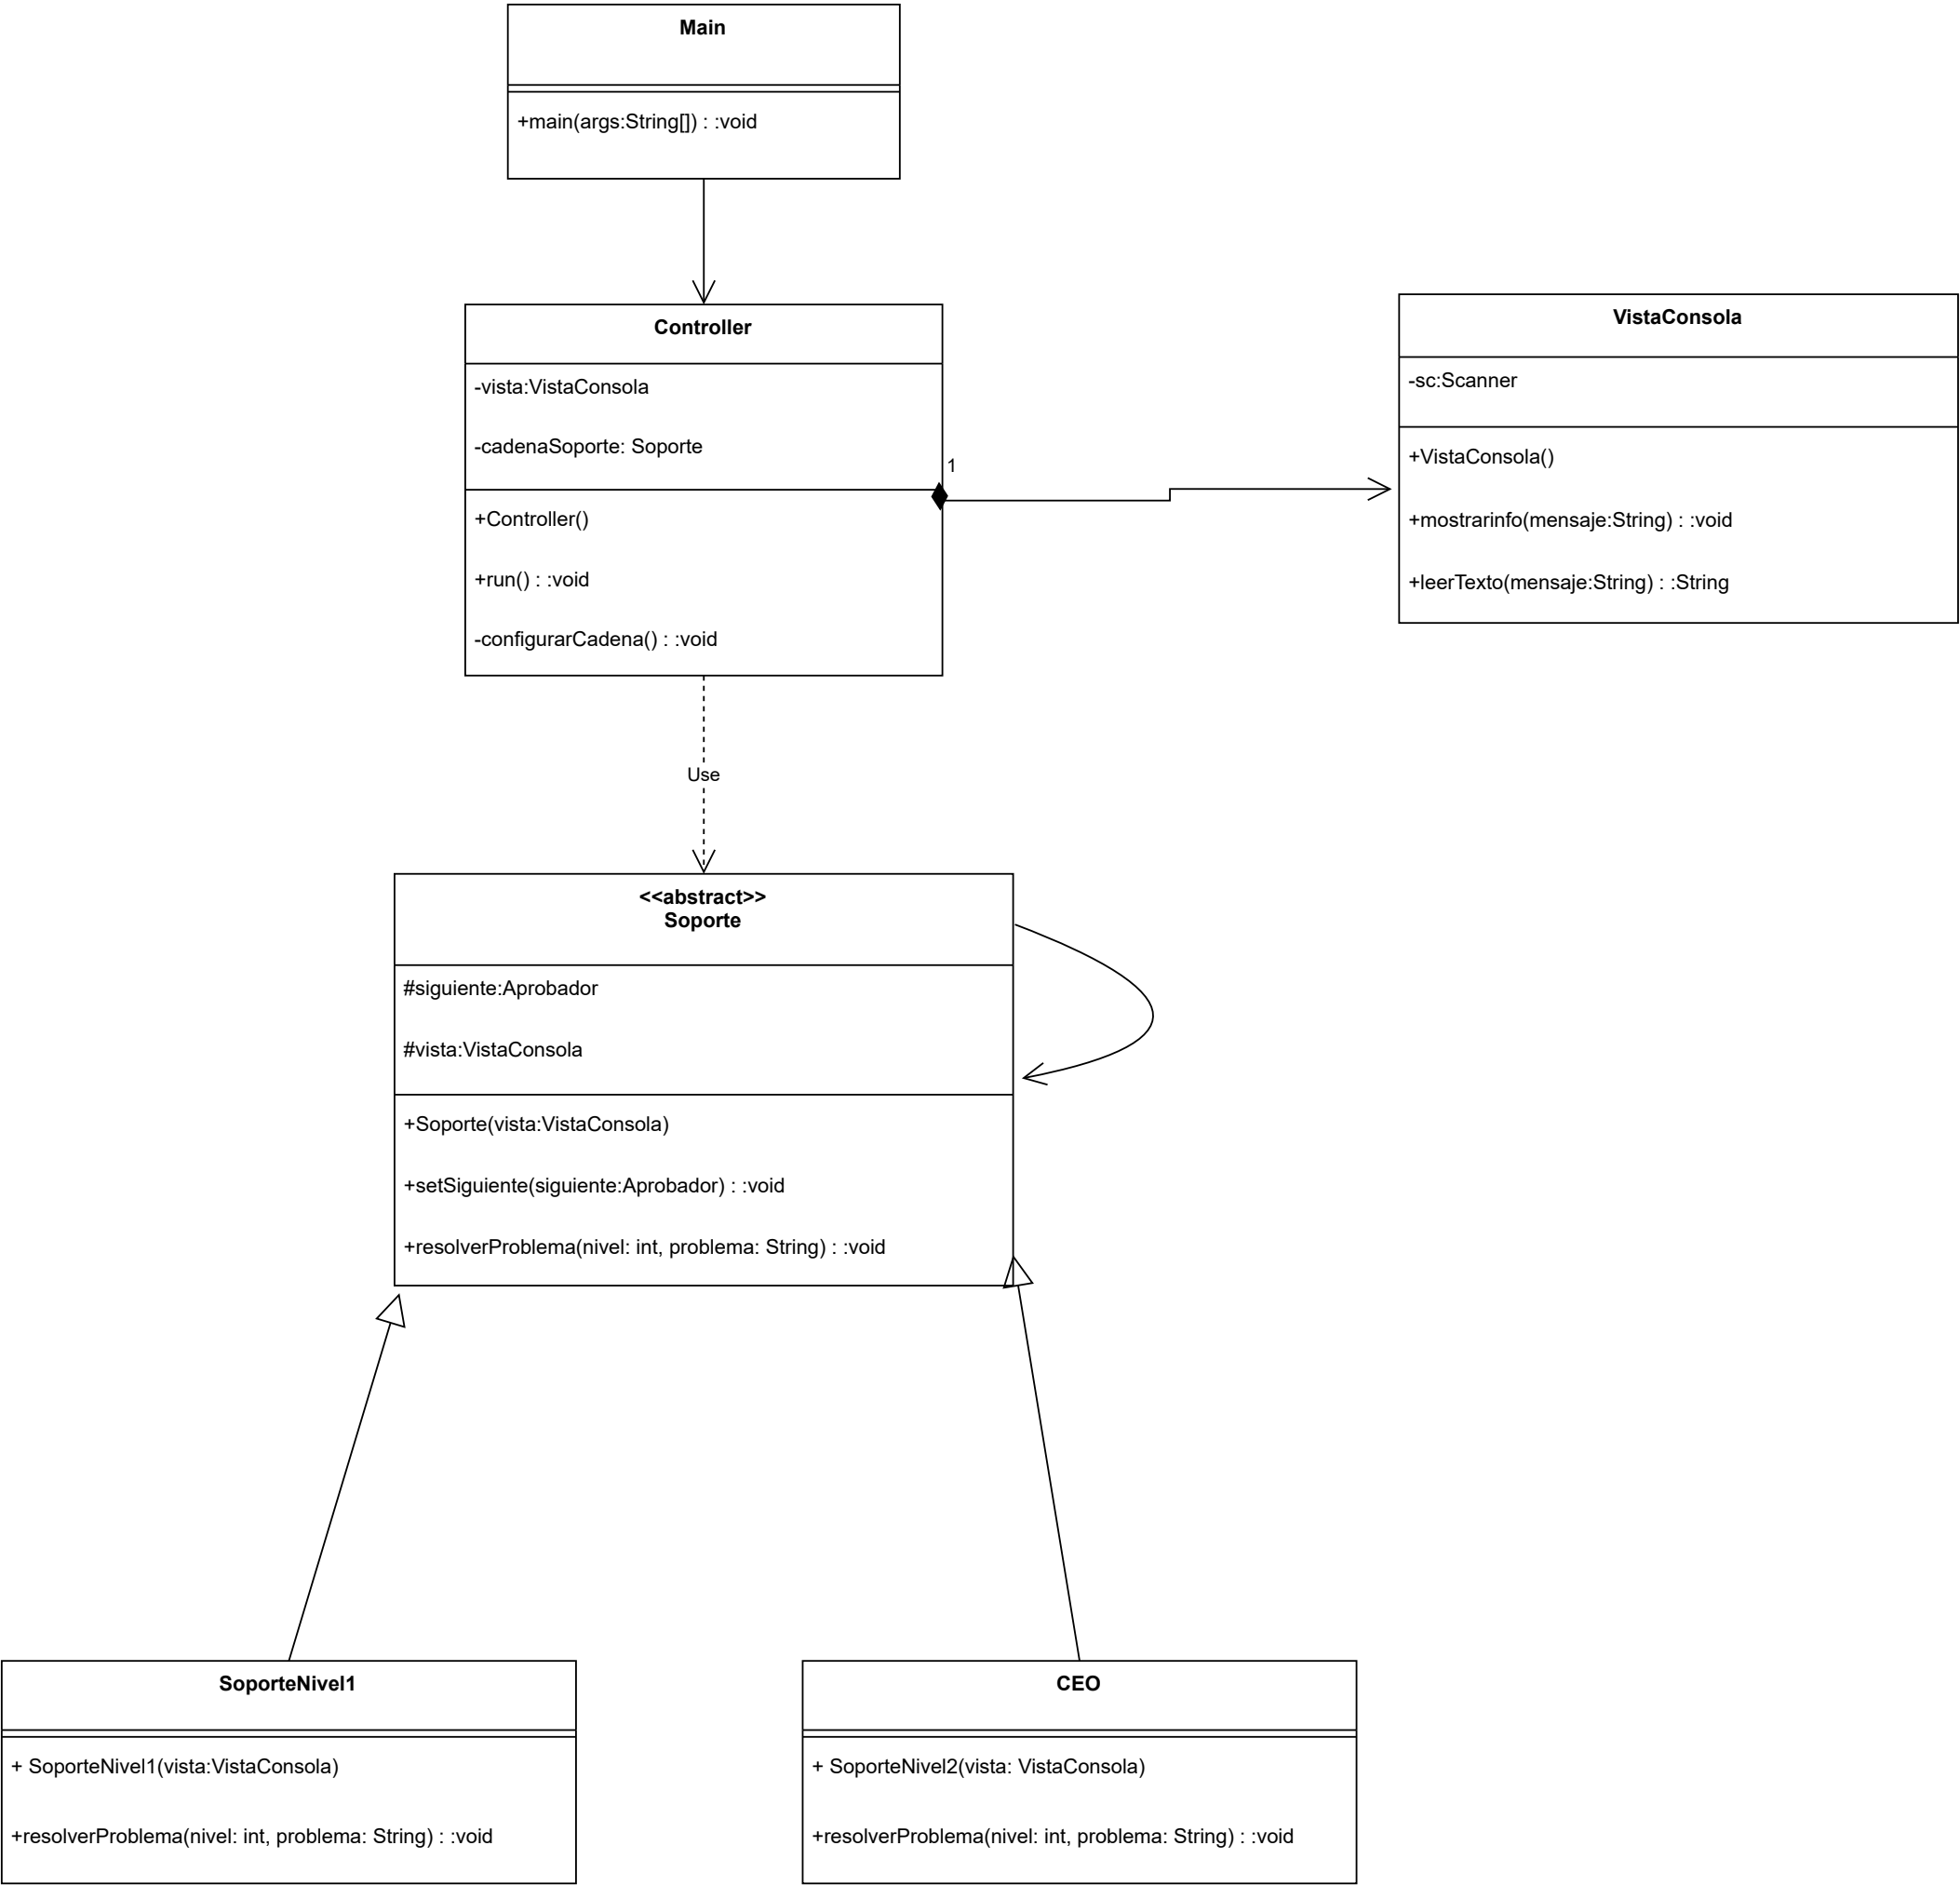 Main
+main(args:String[]) : :void
Controller
-vista:VistaConsola
-cadenaSoporte: Soporte
+Controller()
+run() : :void
-configurarCadena() : :void
1
VistaConsola
-sc:Scanner
+VistaConsola()
+mostrarinfo(mensaje:String) : :void
+leerTexto(mensaje:String) : :String
Use
<<abstract>>
Soporte
#siguiente:Aprobador
#vista:VistaConsola
+Soporte(vista:VistaConsola)
+setSiguiente(siguiente:Aprobador) : :void
+resolverProblema(nivel: int, problema: String) : :void
SoporteNivel1
+ SoporteNivel1(vista:VistaConsola)
+resolverProblema(nivel: int, problema: String) : :void
CEO
+ SoporteNivel2(vista: VistaConsola)
+resolverProblema(nivel: int, problema: String) : :void